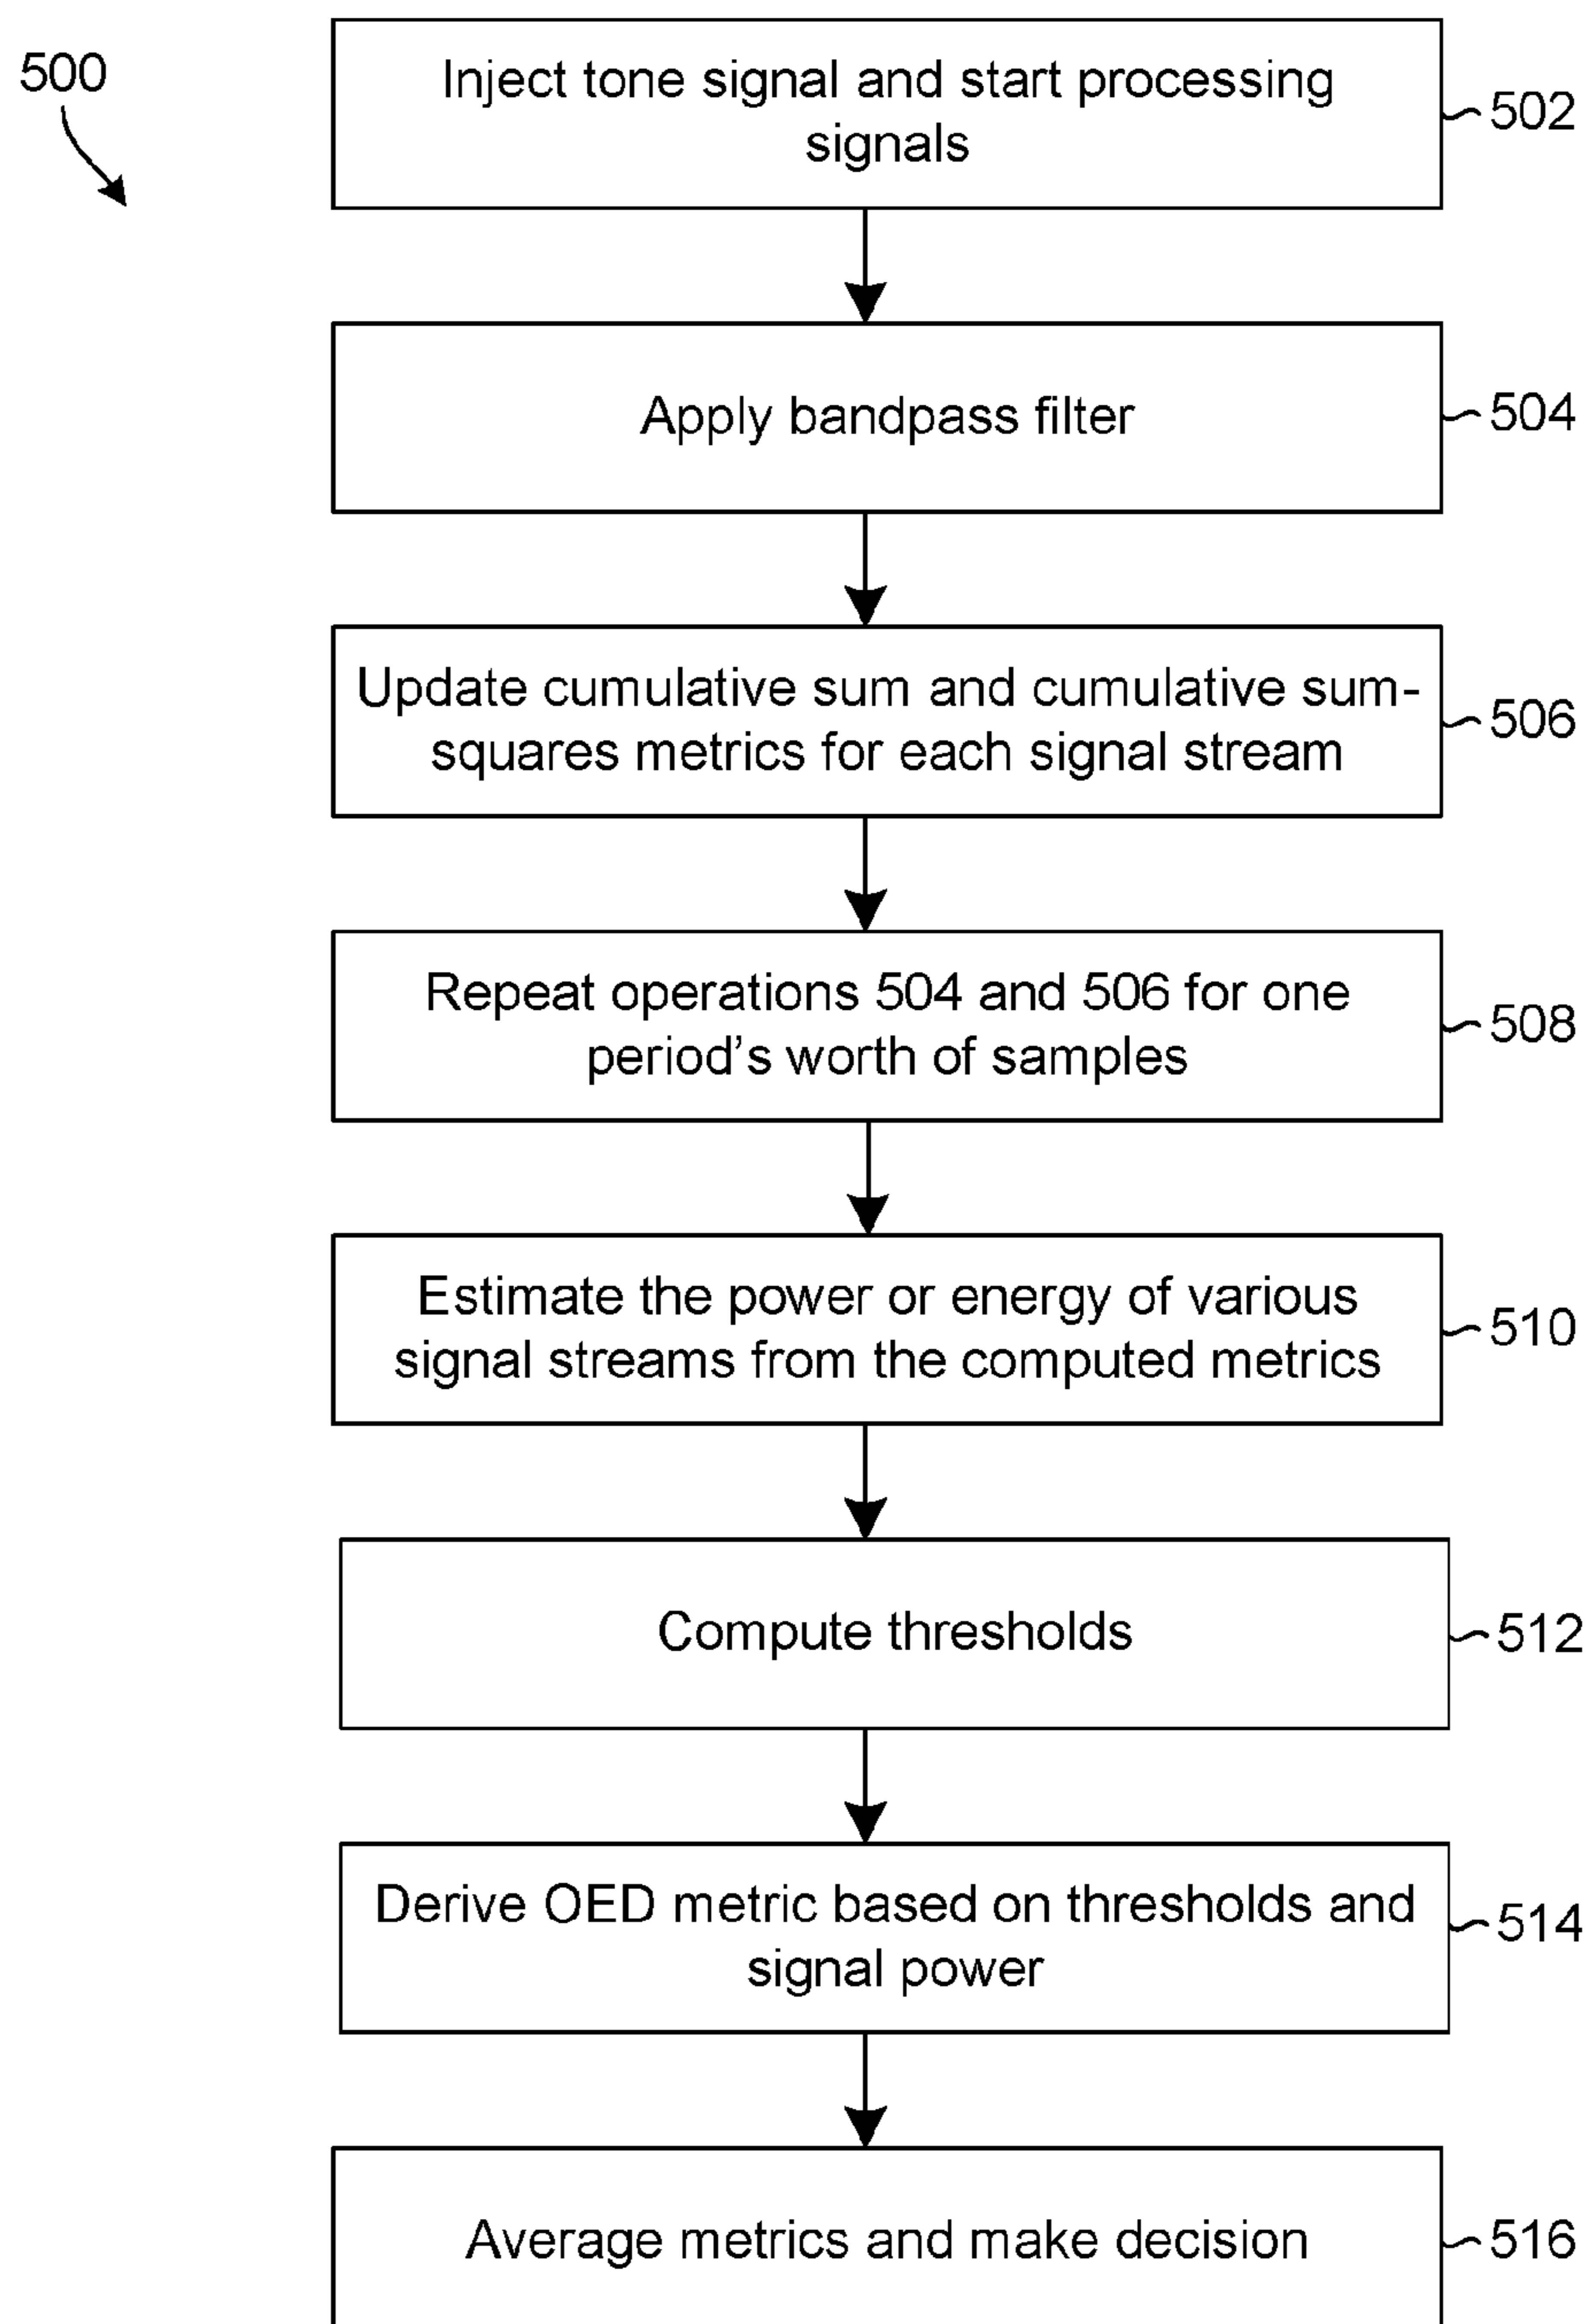 500
Inject tone signal and start processing
signals
502
Apply bandpass filter
504
Update cumulative sum and cumulative sum-
squares metrics for each signal stream
506
Repeat operations 504 and 506 for one
period's worth of samples
508
Estimate the power or energy of various
signal streams from the computed metrics
510
Compute thresholds
512
Derive OED metric based on thresholds and
signal power
514
Average metrics and make decision
516